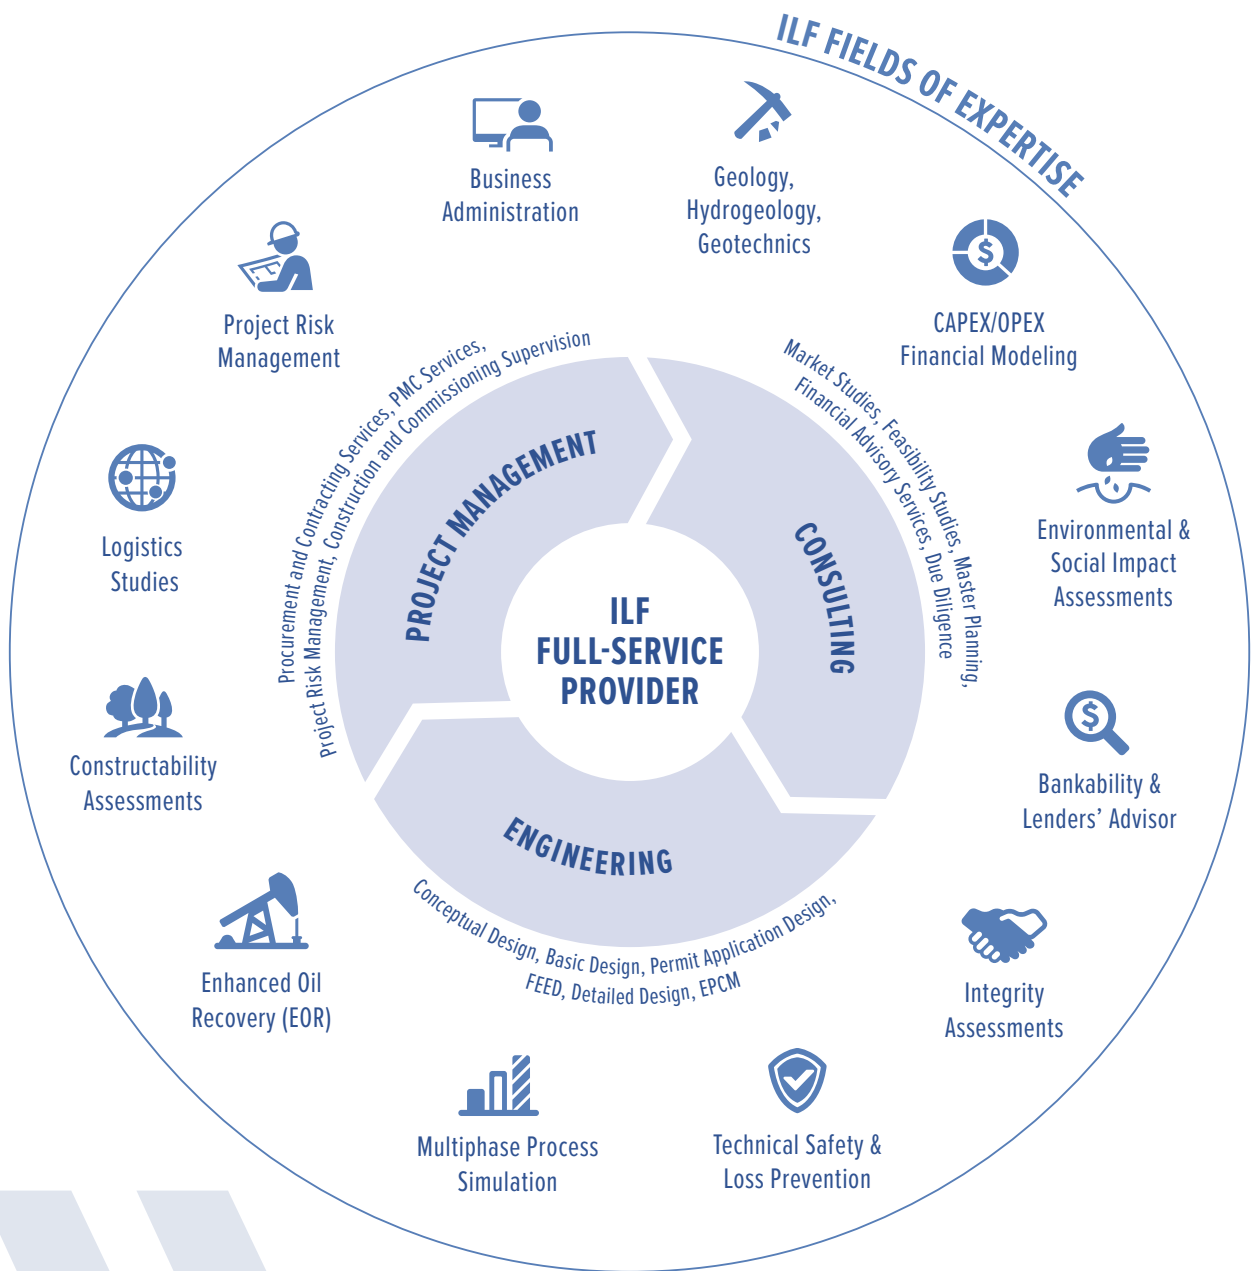 ILF FIELDS OF EXPERTISE
Business
Administration
Geology,
Hydrogeology,
Geotechnics
CAPEX/OPEX
Financial Modeling
Environmental &
Social Impact
Assessments
Bankability &
Lenders’ Advisor
Integrity
Assessments
Technical Safety &
Loss Prevention
Multiphase Process
Simulation
Enhanced Oil
Recovery (EOR)
Constructability
Assessments
Logistics
Studies
Project Risk
Management
Procurement and Contracting Services, PMC Services,
Project Risk Management, Construction and Commissioning Supervision
PROJECT MANAGEMENT
Market Studies, Feasibility Studies, Master Planning,
Financial Advisory Services, Due Diligence
CONSULTING
ENGINEERING
Conceptual Design, Basic Design, Permit Application Design,
FEED, Detailed Design, EPCM
ILF
FULL-SERVICE
PROVIDER